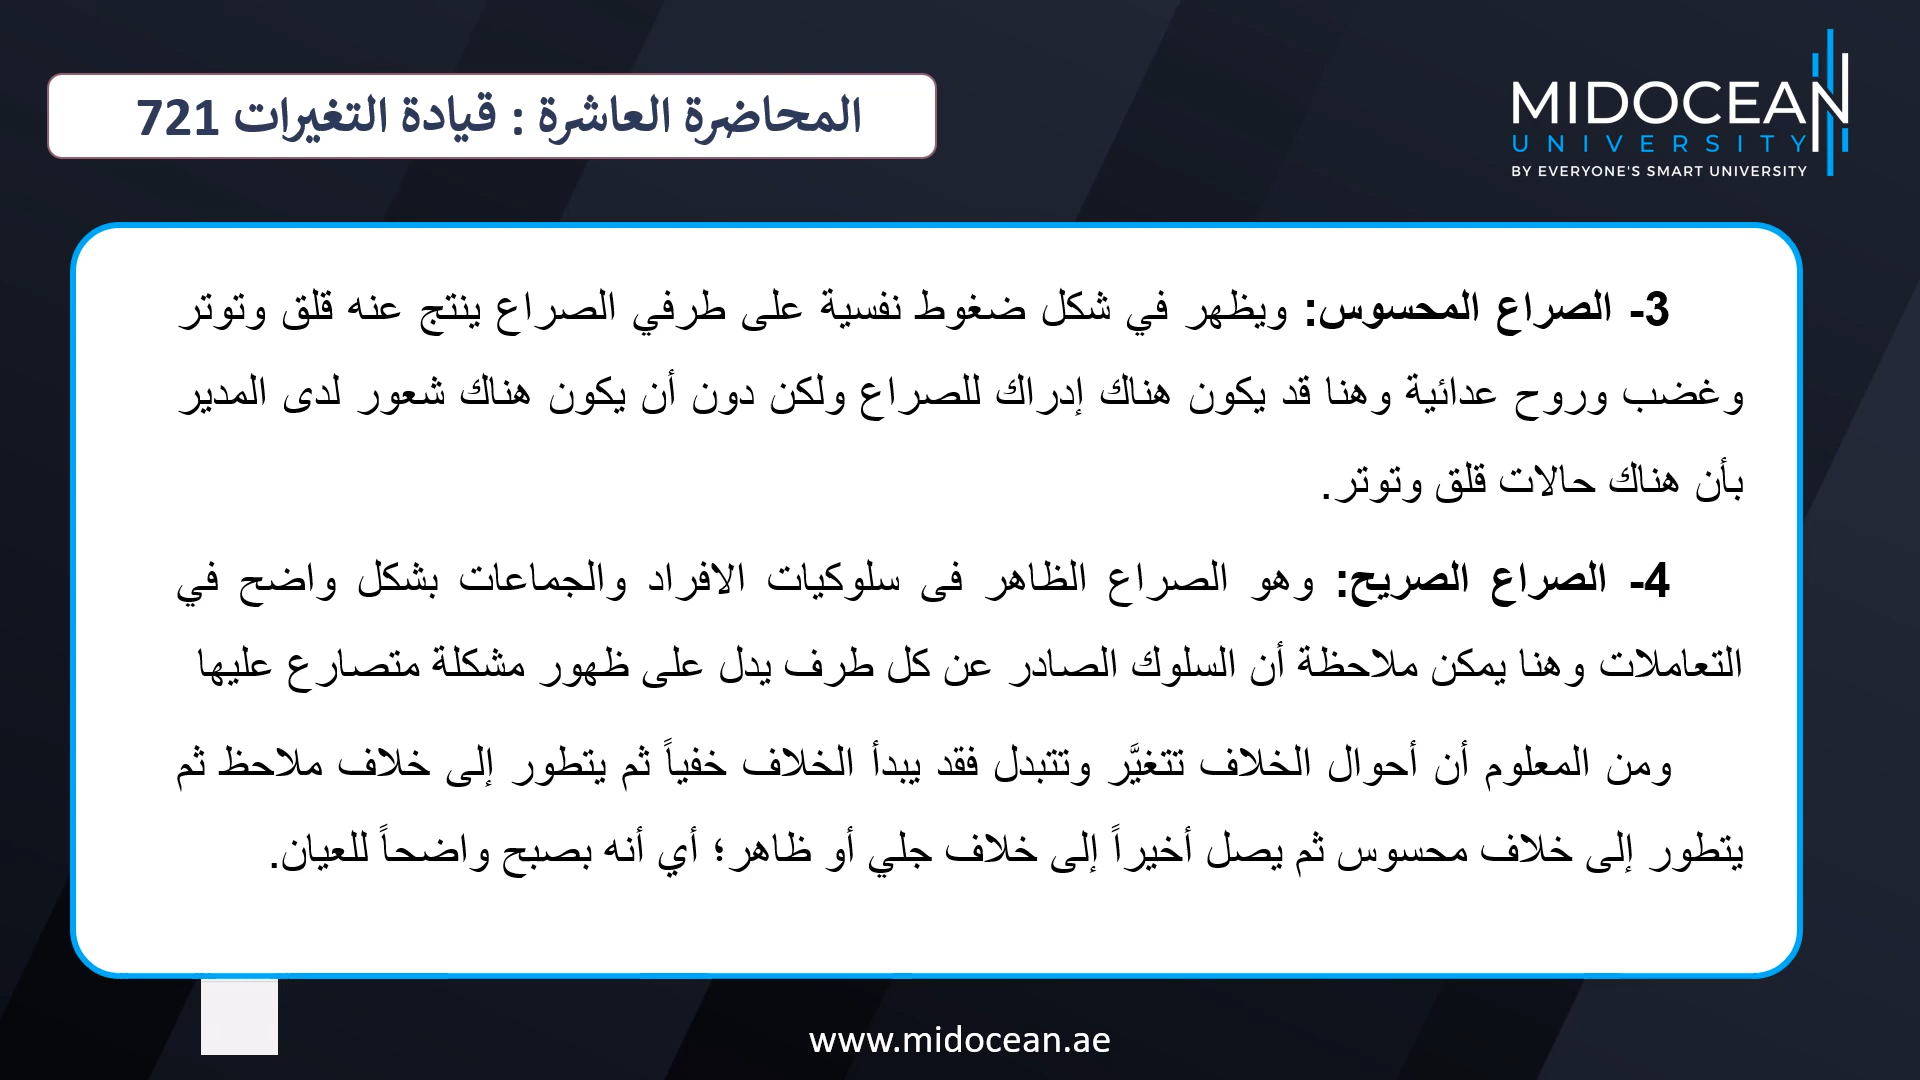 المحاضرة العاشرة : قيادة التغيرات 721
MIDOCEAN
UNIVERSITY
BY EVERYONE'S SMART UNIVERSITY
3- الصراع المحسوس: ويظهر في شكل ضغوط نفسية على طرفي الصراع ينتج عنه قلق وتوتر
وغضب وروح عدائية وهنا قد يكون هناك إدراك للصراع ولكن دون أن يكون هناك شعور لدى المدير
بأن هناك حالات قلق وتوتر.
4- الصراع الصريح: وهو الصراع الظاهر فى سلوكيات الافراد والجماعات بشكل واضح في
التعاملات وهنا يمكن ملاحظة أن السلوك الصادر عن كل طرف يدل على ظهور مشكلة متصارع عليها
ومن المعلوم أن أحوال الخلاف تتغيَّر وتتبدل فقد يبدأ الخلاف خفياً ثم يتطور إلى خلاف ملاحظ ثم
يتطور إلى خلاف محسوس ثم يصل أخيراً إلى خلاف جلي أو ظاهر؛ أي أنه بصبح واضحاً للعيان.
www.midocean.ae